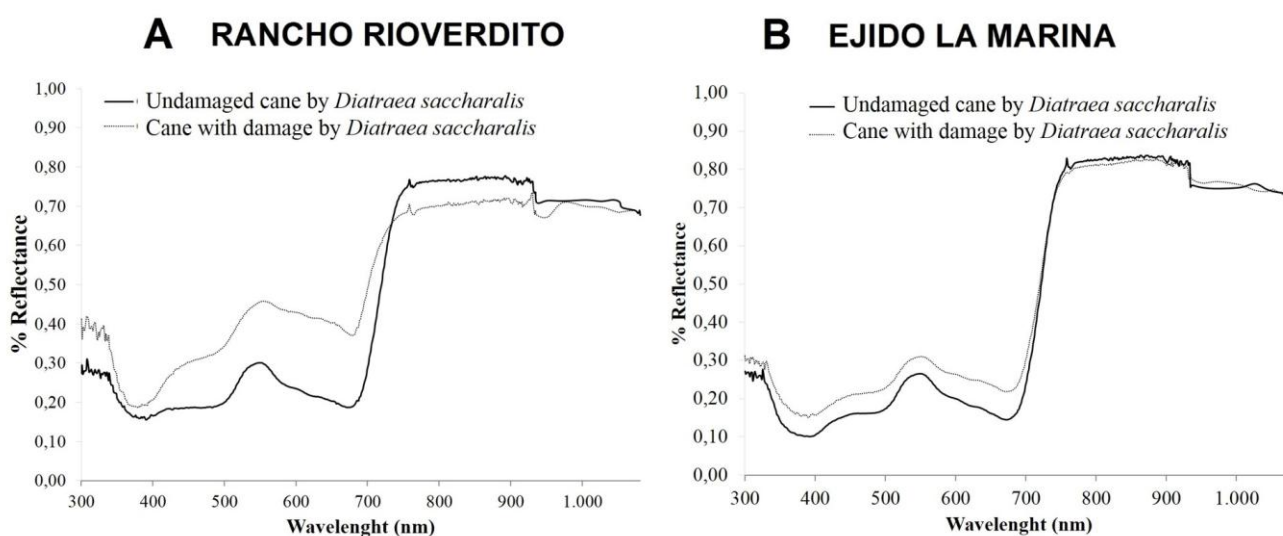 A RANCHO RIOVERDITO
1,00
0,90
0,80
0,70
0,60
0,50
0,40
0,30
0,20
0,10
0,00
% Reflectance
Undamaged cane by Diatraea saccharalis
Cane with damage by Diatraea saccharalis
300 400 500 600 700 800 900 1.000
Wavelenght (nm)
B EJIDO LA MARINA
1,00
0,90
0,80
0,70
0,60
0,50
0,40
0,30
0,20
0,10
0,00
% Reflectance
Undamaged cane by Diatraea saccharalis
Cane with damage by Diatraea saccharalis
300 400 500 600 700 800 900 1.000
Wavelenght (nm)